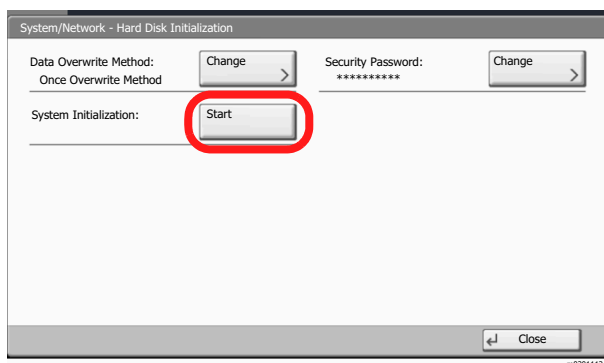 System/Network - Hard Disk Initialization
Data Overwrite Method:
Once Overwrite Method
Change
Security Password:
**********
Change
System Initialization:
Start
Close